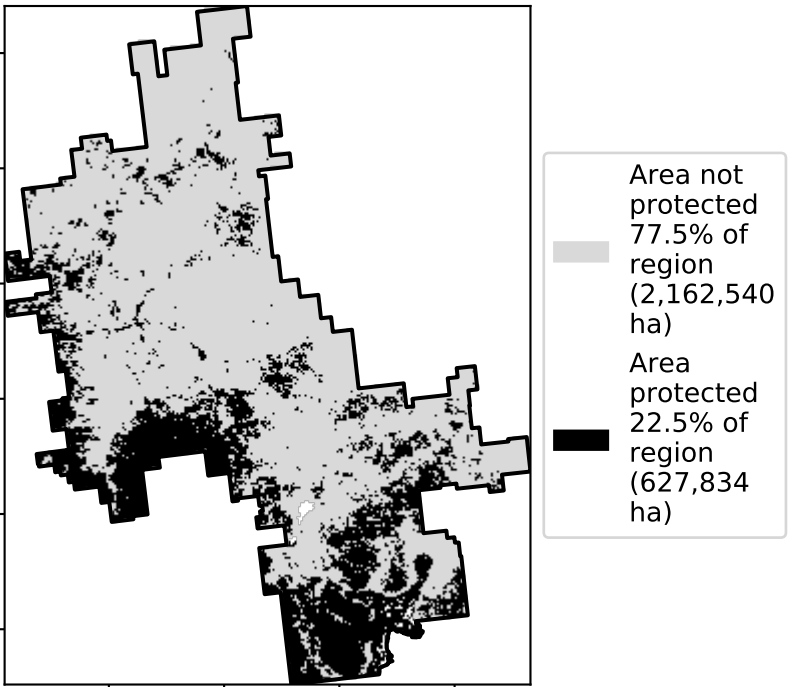 Area not
protected
77.5% of
region
(2,162,540
ha)
Area
protected
22.5% of
region
(627,834
ha)